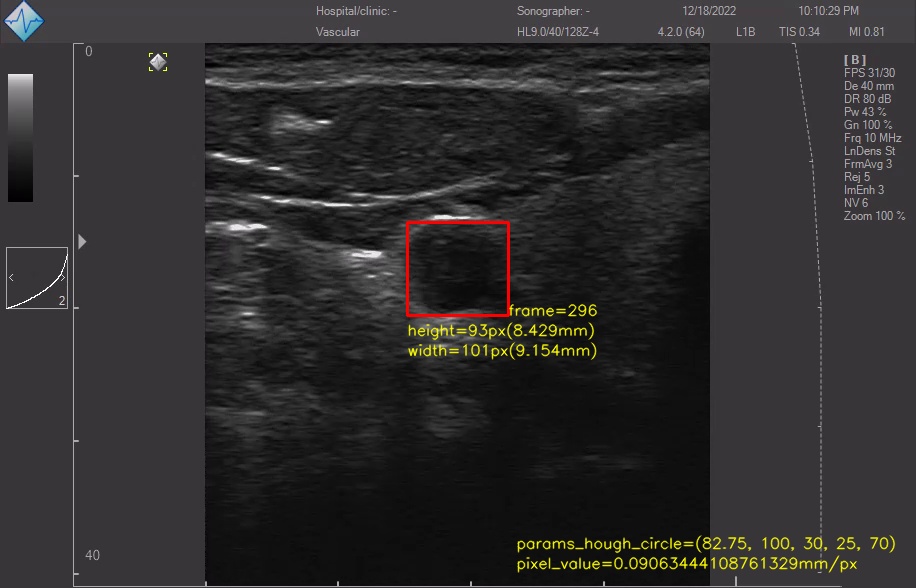 Hospital/clinic: - Sonographer: - 12/18/2022 10:10:29 PM
Vascular HL9.0/40/128Z-4 4.2.0 (64) L1B TIS 0.34 MI 0.81
0
[ B ]
FPS 31/30
De 40 mm
DR 80 dB
Pw 43 %
Gn 100 %
Frq 10 MHz
LnDens St
FrmAvg 3
Rej 5
ImEnh 3
NV 6
Zoom 100 %
2
frame=296
height=93px(8.429mm)
width=101px(9.154mm)
params_hough_circle=(82.75, 100, 30, 25, 70)
40
pixel_value=0.09063444108761329mm/px